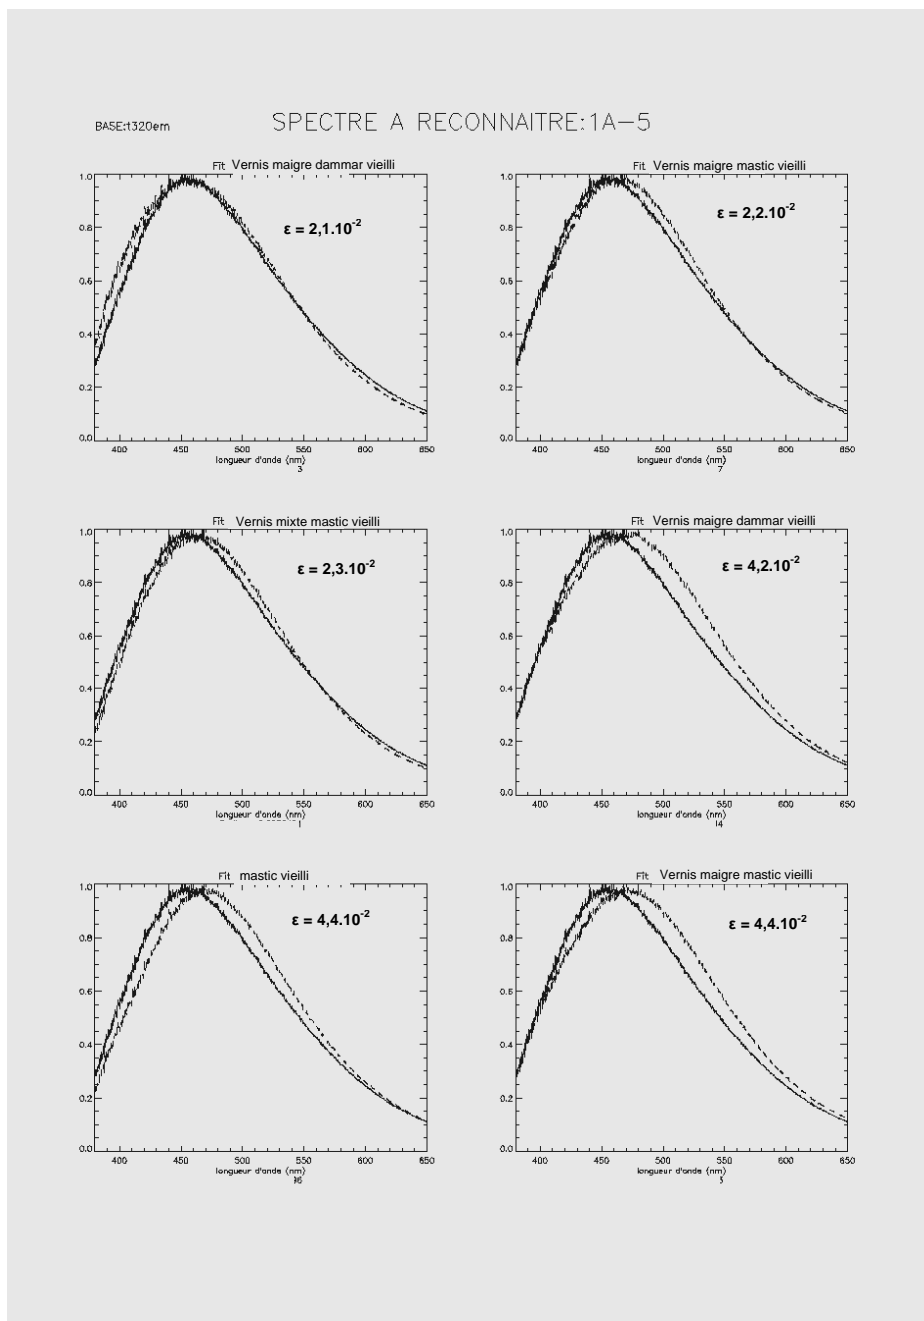 BASE:t320em
SPECTRE A RECONNAITRE:1A-5
Fit Vernis maigre dammar vieilli
1.0
0.8
0.6
0.4
0.2
0.0
ε = 2,1.10-2
400 450 500 550 600 650
longueur d'onde (nm)
3
Fit Vernis maigre mastic vieilli
1.0
0.8
0.6
0.4
0.2
0.0
ε = 2,2.10-2
400 450 500 550 600 650
longueur d'onde (nm)
7
Fit Vernis mixte mastic vieilli
1.0
0.8
0.6
0.4
0.2
0.0
ε = 2,3.10-2
400 450 500 550 600 650
longueur d'onde (nm)
1
Fit Vernis maigre dammar vieilli
1.0
0.8
0.6
0.4
0.2
0.0
ε = 4,2.10-2
400 450 500 550 600 650
longueur d'onde (nm)
14
Fit mastic vieilli
1.0
0.8
0.6
0.4
0.2
0.0
ε = 4,4.10-2
400 450 500 550 600 650
longueur d'onde (nm)
Fit Vernis maigre mastic vieilli
1.0
0.8
0.6
0.4
0.2
0.0
ε = 4,4.10-2
400 450 500 550 600 650
longueur d'onde (nm)